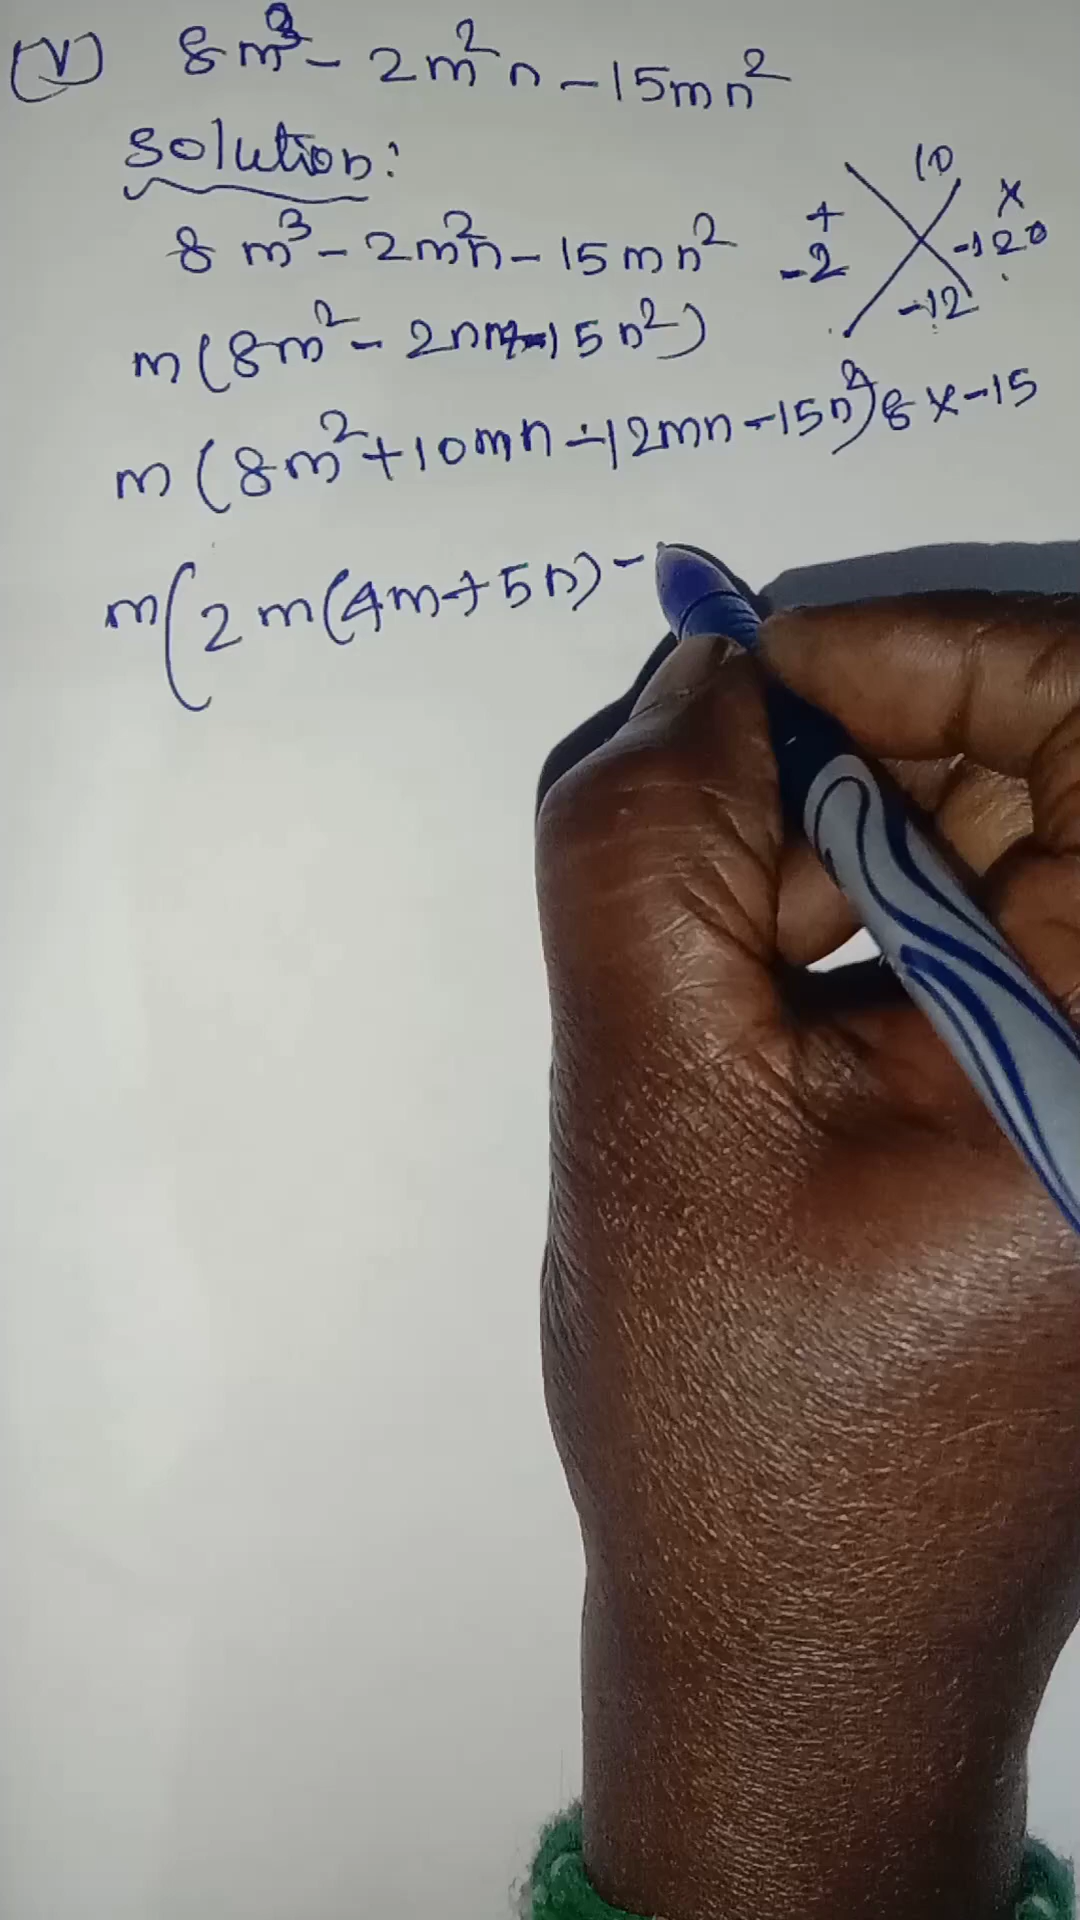 (V) 8m³ - 2m²n - 15mn²
Solution:
8m³ - 2m²n - 15mn²
+ 10 x
-2 -120
-12
m(8m² - 2nm - 15n²)
m(8m² + 10mn - 12mn - 15n²) 8 x -15
m(2m(4m + 5n) -